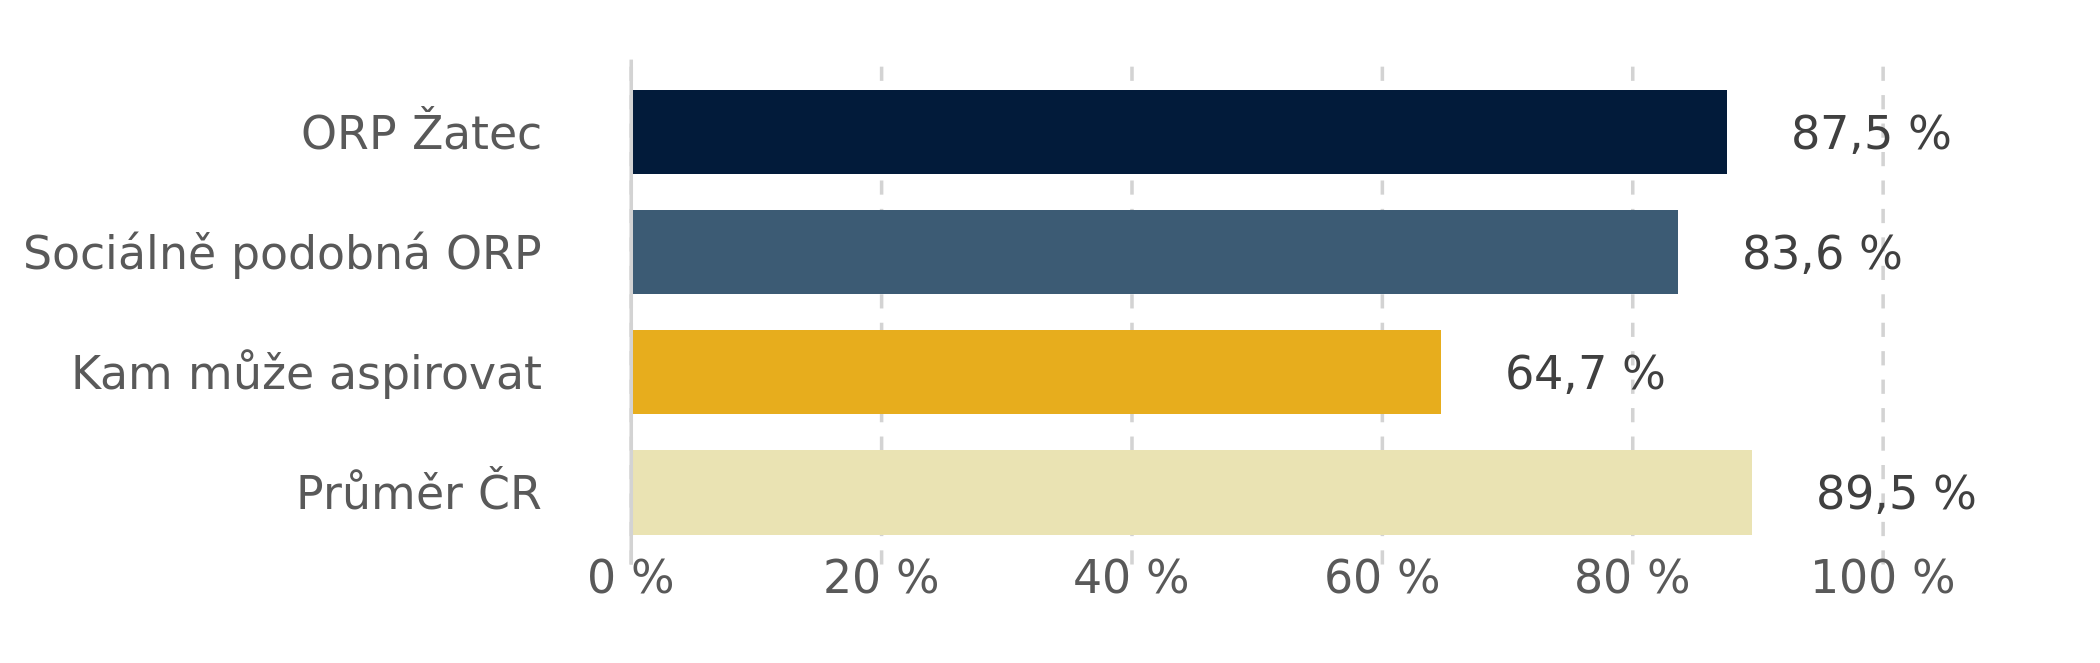 ORP Žatec 87,5 %
Sociálně podobná ORP 83,6 %
Kam může aspirovat 64,7 %
Průměr ČR 89,5 %
0 % 20 % 40 % 60 % 80 % 100 %